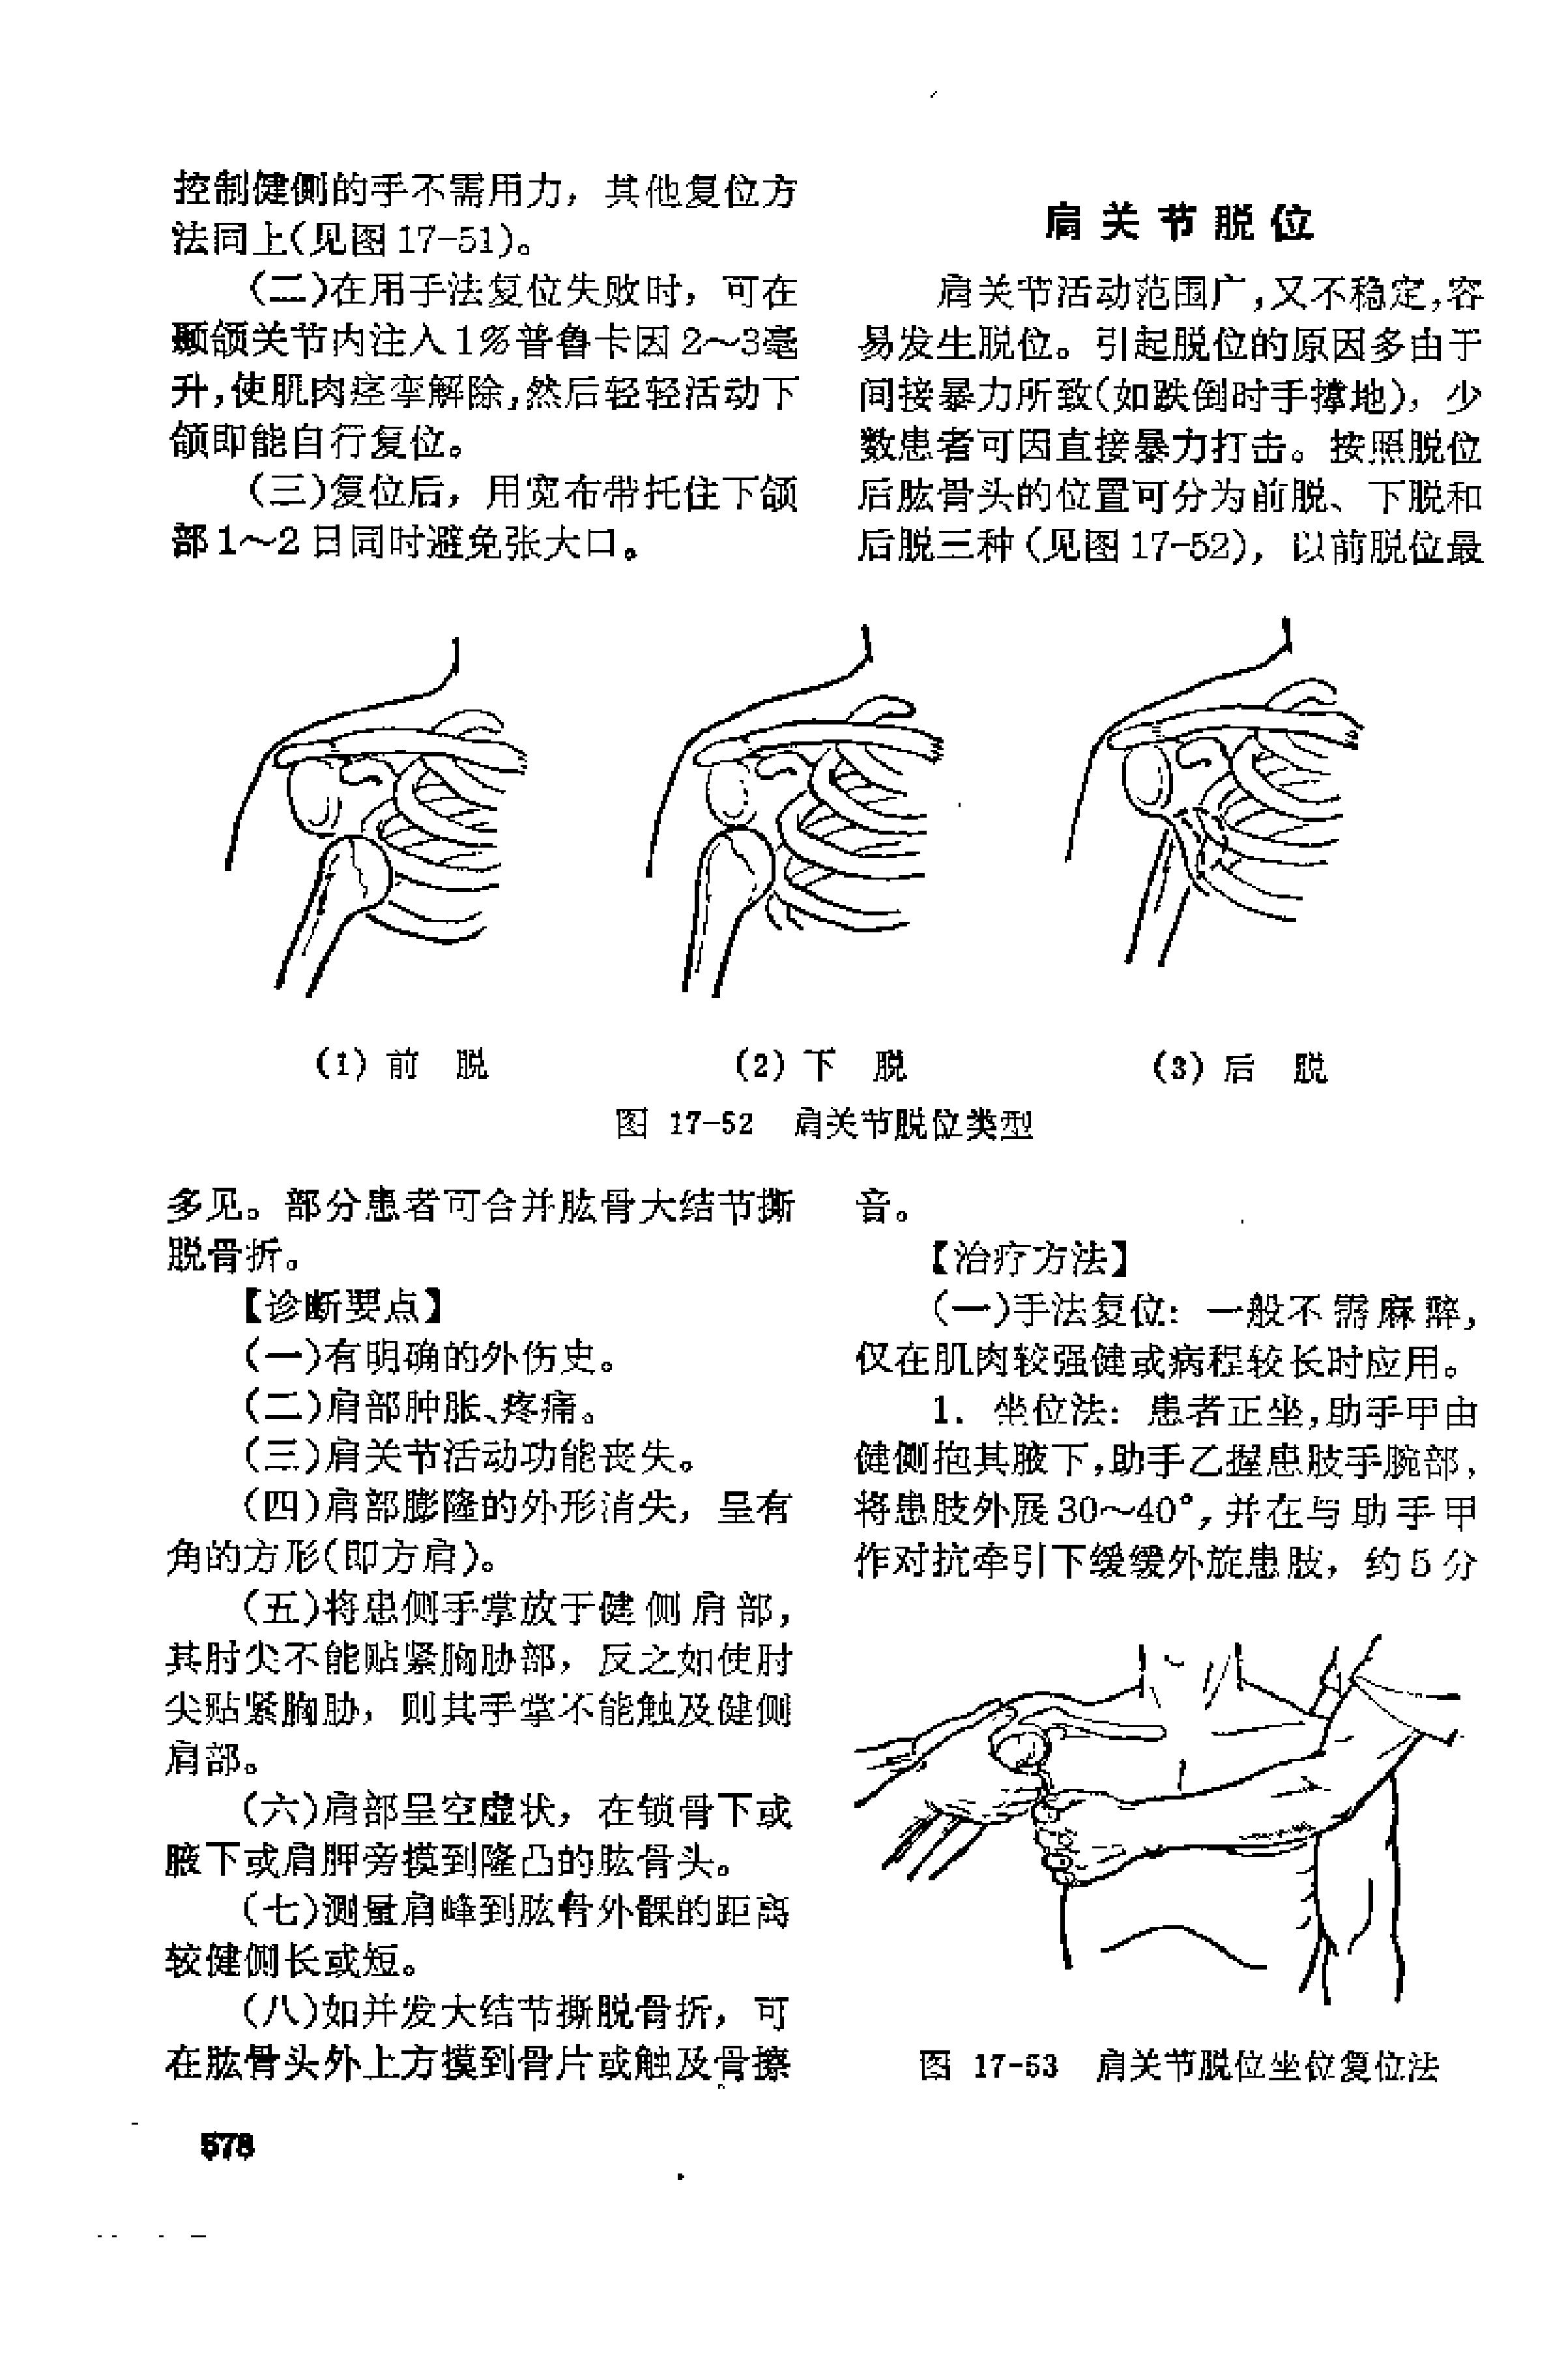 控制健侧的手不需用力，其他复位方
法同上(见图 17-51)。
(二)在用手法复位失败时，可在
颞颌关节内注入1%普鲁卡因 2～3毫
升,使肌肉痉挛解除,然后轻轻活动下
颌即能自行复位。
(三)复位后，用宽布带托住下颌
部 1～2 日同时避免张大口。
肩关节脱位
肩关节活动范围广,又不稳定,容
易发生脱位。引起脱位的原因多由于
间接暴力所致(如跌倒时手撑地)，少
数患者可因直接暴力打击。按照脱位
后肱骨头的位置可分为前脱、下脱和
后脱三种 (见图 17-52)，以前脱位最
(1) 前 脱
(2) 下 脱
(3) 后 脱
图 17-52 肩关节脱位类型
多见。部分患者可合并肱骨大结节撕
脱骨折。
【诊断要点】
(一)有明确的外伤史。
(二)肩部肿胀、疼痛。
(三)肩关节活动功能丧失。
(四)肩部膨隆的外形消失，呈有
角的方形(即方肩)。
(五)将患侧手掌放于健侧肩部，
其肘尖不能贴紧胸胁部，反之如使肘
尖贴紧胸胁，则其手掌不能触及健侧
肩部。
(六)肩部呈空虚状，在锁骨下或
腋下或肩胛旁摸到隆凸的肱骨头。
(七)测量肩峰到肱骨外髁的距离
较健侧长或短。
(八)如并发大结节撕脱骨折，可
在肱骨头外上方摸到骨片或触及骨擦
音。
【治疗方法】
(一)手法复位：一般不需麻醉，
仅在肌肉较强健或病程较长时应用。
1. 坐位法：患者正坐,助手甲由
健侧抱其腋下,助手乙握患肢手腕部，
将患肢外展 30～40°，并在与助手甲
作对抗牵引下缓缓外旋患肢，约 5 分
图 17-53 肩关节脱位坐位复位法
578